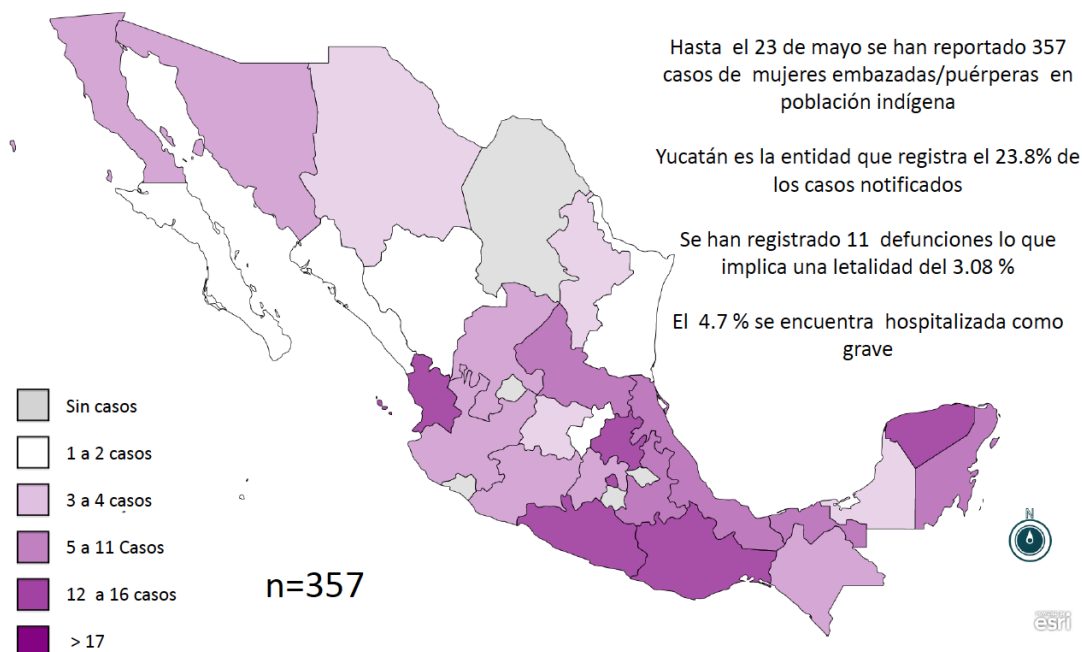 Hasta el 23 de mayo se han reportado 357
casos de mujeres embazadas/puérperas en
población indígena
Yucatán es la entidad que registra el 23.8% de
los casos notificados
Se han registrado 11 defunciones lo que
implica una letalidad del 3.08 %
El 4.7 % se encuentra hospitalizada como
grave
Sin casos
1 a 2 casos
3 a 4 casos
5 a 11 Casos
12 a 16 casos
> 17
n=357
N
esri